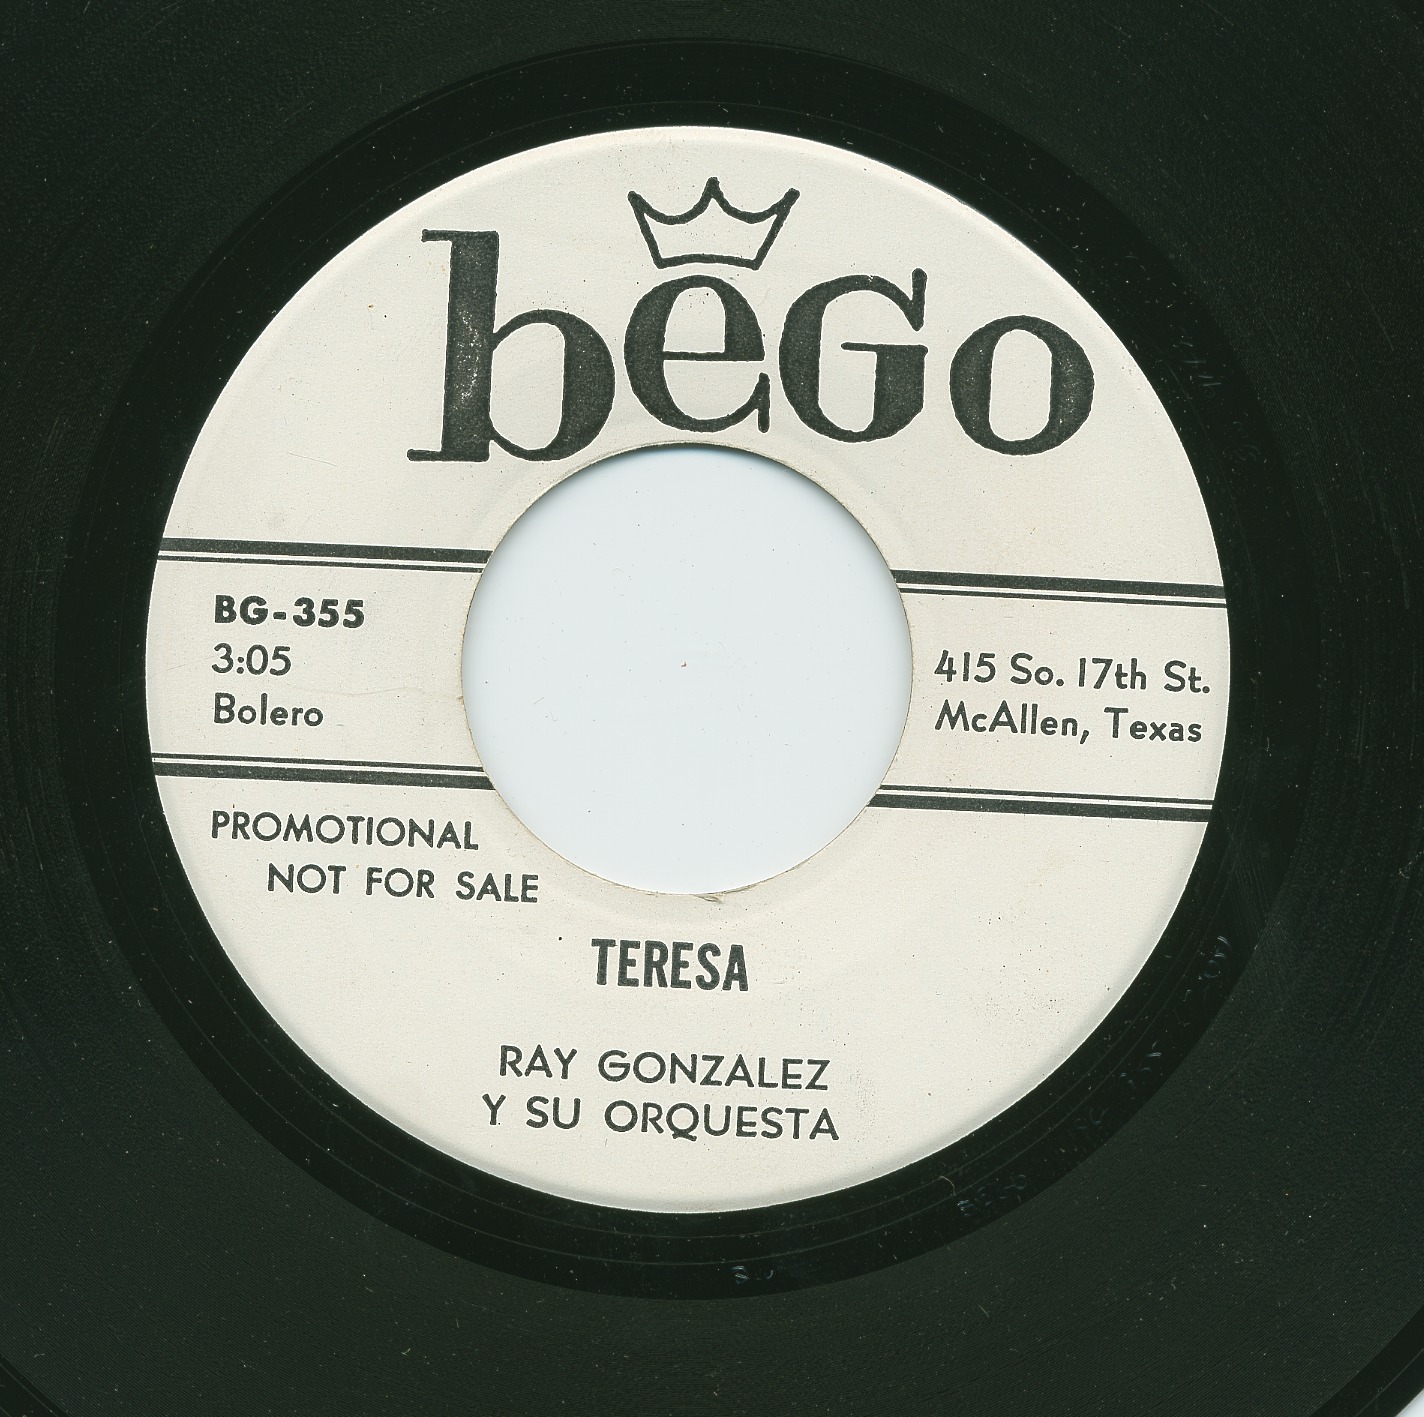 beGo
BG-355
3:05
Bolero
415 So. 17th St.
McAllen, Texas
PROMOTIONAL
NOT FOR SALE
TERESA
RAY GONZALEZ
Y SU ORQUESTA